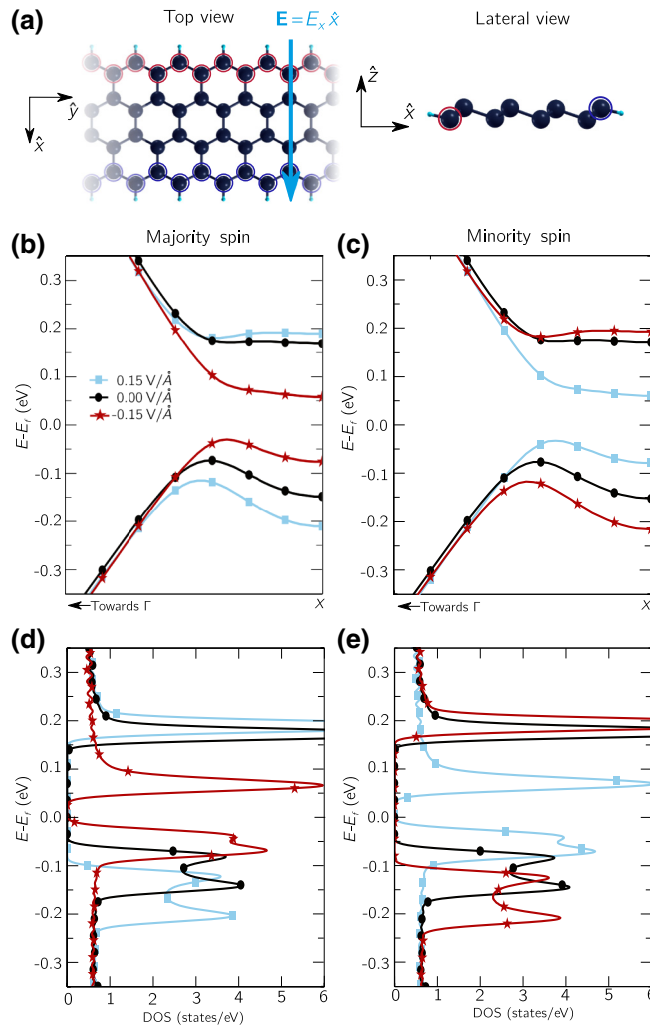 (a)
Top view
E = E_x x̂
Lateral view
ŷ
x̂
ẑ
x̂
(b)
Majority spin
(c)
Minority spin
0.3
0.2
0.1
0.0
-0.1
-0.2
-0.3
E-E_f (eV)
0.15 V/Å
0.00 V/Å
-0.15 V/Å
Towards Γ
X
0.3
0.2
0.1
0.0
-0.1
-0.2
-0.3
E-E_f (eV)
Towards Γ
X
(d)
(e)
0.3
0.2
0.1
0.0
-0.1
-0.2
-0.3
E-E_f (eV)
0 1 2 3 4 5 6
DOS (states/eV)
0.3
0.2
0.1
0.0
-0.1
-0.2
-0.3
E-E_f (eV)
0 1 2 3 4 5 6
DOS (states/eV)